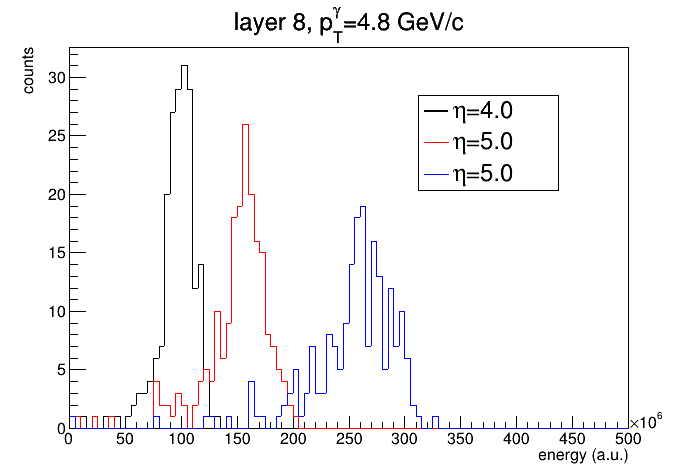 layer 8, p_T^γ=4.8 GeV/c
counts
30
25
20
15
10
5
0
η=4.0
η=5.0
η=5.0
0 50 100 150 200 250 300 350 400 450 500
×10^6
energy (a.u.)